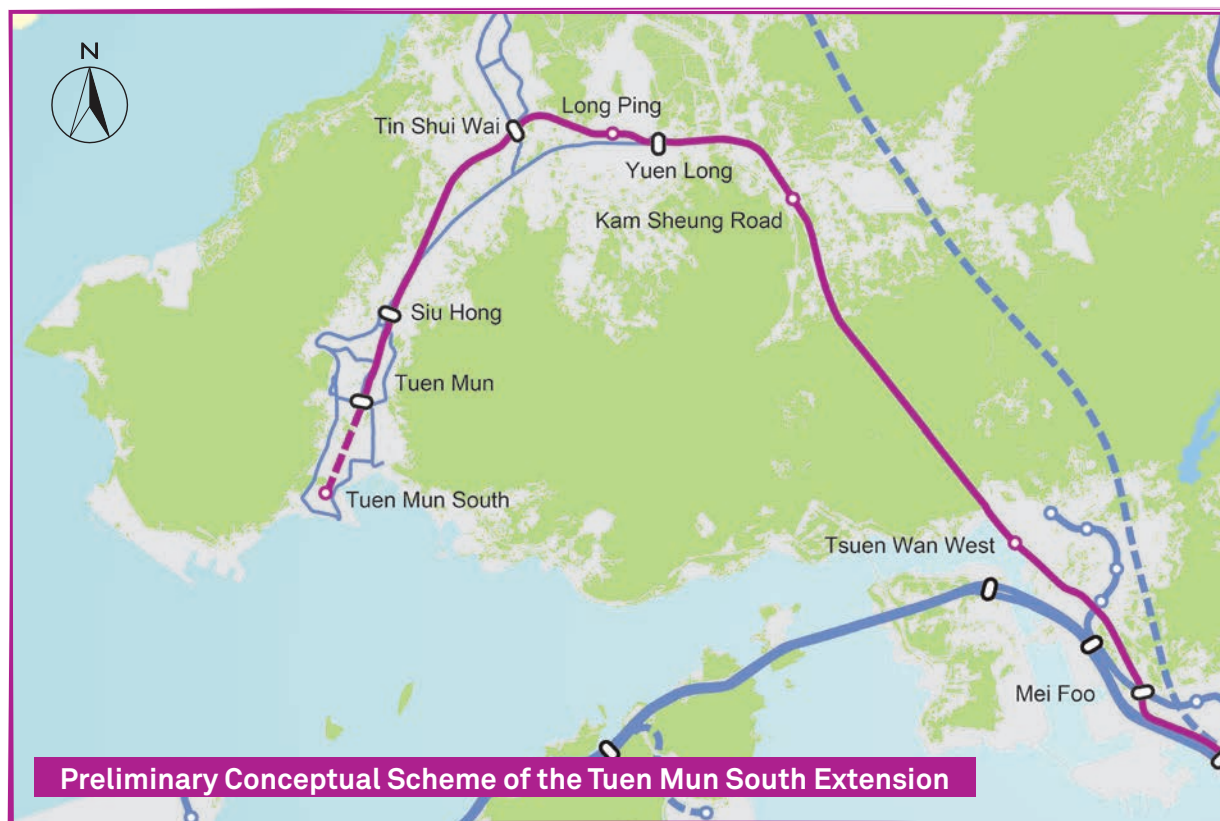 N
Long Ping
Tin Shui Wai
Yuen Long
Kam Sheung Road
Siu Hong
Tuen Mun
Tuen Mun South
Tsuen Wan West
Mei Foo
Preliminary Conceptual Scheme of the Tuen Mun South Extension